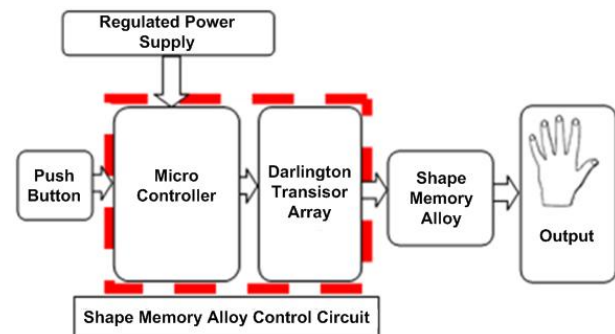 Regulated Power
Supply
Push
Button
Micro
Controller
Darlington
Transisor
Array
Shape
Memory
Alloy
Output
Shape Memory Alloy Control Circuit